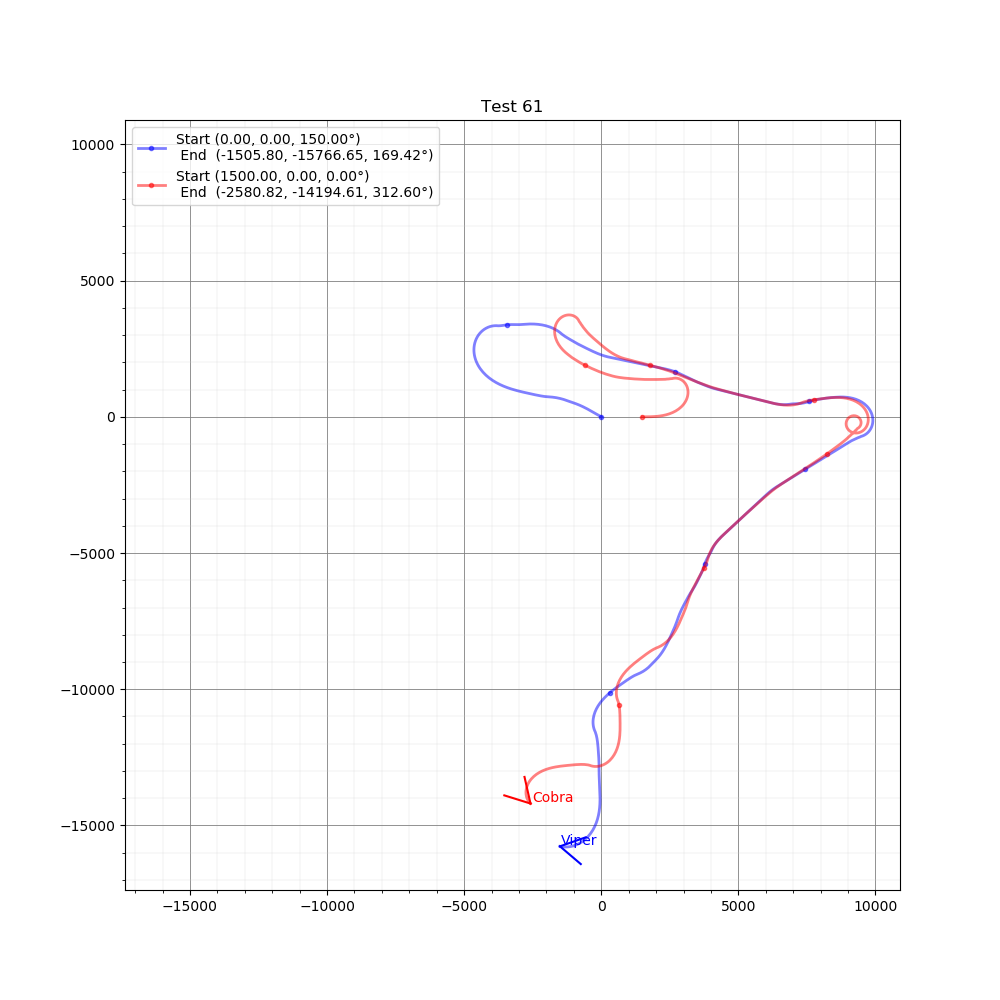 Test 61
Start (0.00, 0.00, 150.00°)
End (-1505.80, -15766.65, 169.42°)
Start (1500.00, 0.00, 0.00°)
End (-2580.82, -14194.61, 312.60°)
10000
5000
0
−5000
−10000
−15000
Cobra
Viper
−15000 −10000 −5000 0 5000 10000